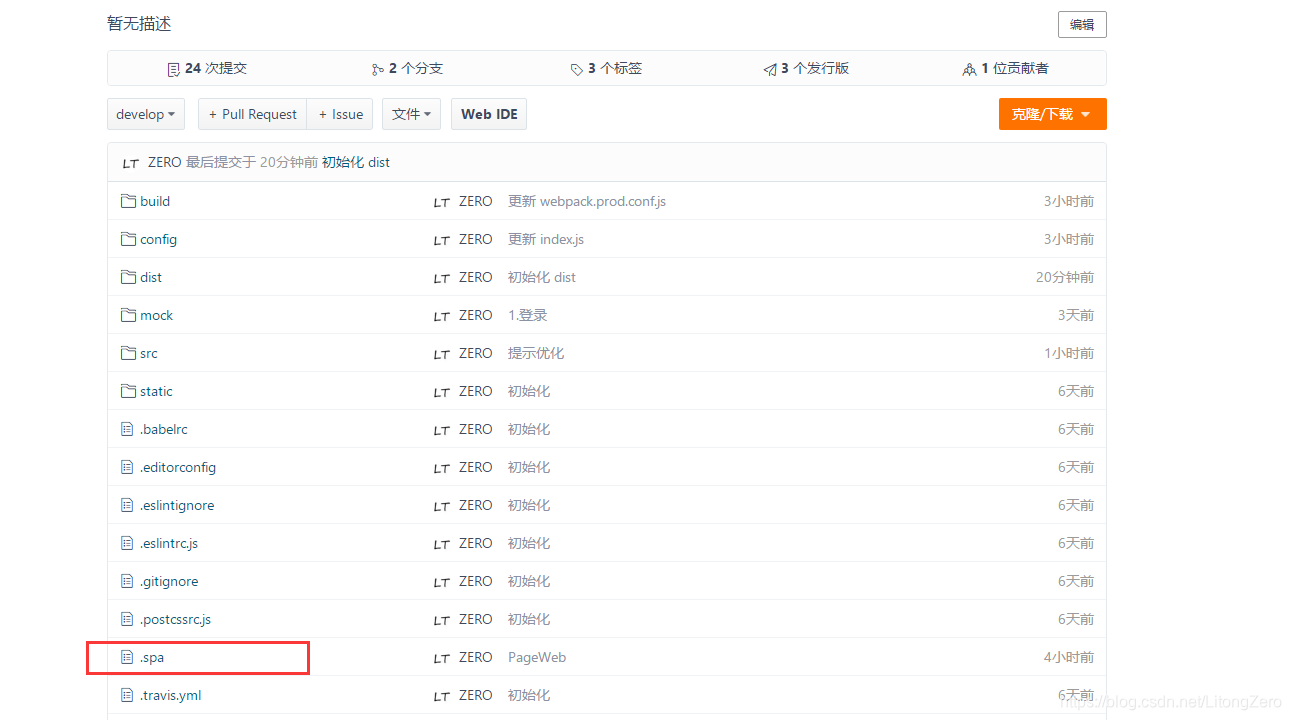 暂无描述 编辑
24 次提交 2 个分支 3 个标签 3 个发行版 1 位贡献者
develop + Pull Request + Issue 文件 Web IDE 克隆/下载
LT ZERO 最后提交于 20分钟前 初始化 dist
build LT ZERO 更新 webpack.prod.conf.js 3小时前
config LT ZERO 更新 index.js 3小时前
dist LT ZERO 初始化 dist 20分钟前
mock LT ZERO 1.登录 3天前
src LT ZERO 提示优化 1小时前
static LT ZERO 初始化 6天前
.babelrc LT ZERO 初始化 6天前
.editorconfig LT ZERO 初始化 6天前
.eslintignore LT ZERO 初始化 6天前
.eslintrc.js LT ZERO 初始化 6天前
.gitignore LT ZERO 初始化 6天前
.postcssrc.js LT ZERO 初始化 6天前
.spa LT ZERO PageWeb 4小时前
.travis.yml LT ZERO 初始化 6天前
https://blog.csdn.net/LitongZero